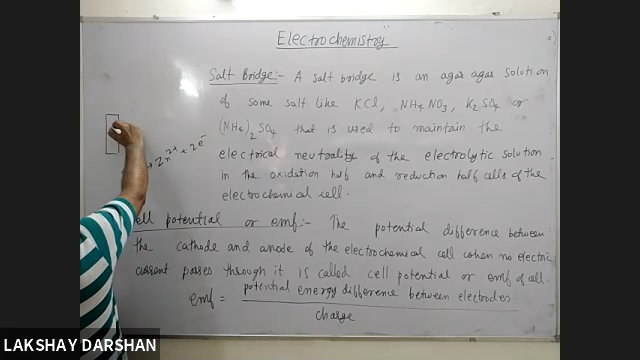 Electrochemistry
Salt Bridge:- A salt bridge is an agar agar solution
of some salt like KCl, NH4NO3, K2SO4 or
(NH4)2SO4 that is used to maintain the
→ Zn2+ + 2e-
electrical neutrality of the electrolytic solution
in the oxidation half and reduction half cells of the
electrochemical cell.
ell potential or emf:- The potential difference between
the cathode and anode of the electrochemical cell when no electric
current passes through it is called cell potential or emf of cell.
emf = potential energy difference between electrodes
charge
LAKSHAY DARSHAN